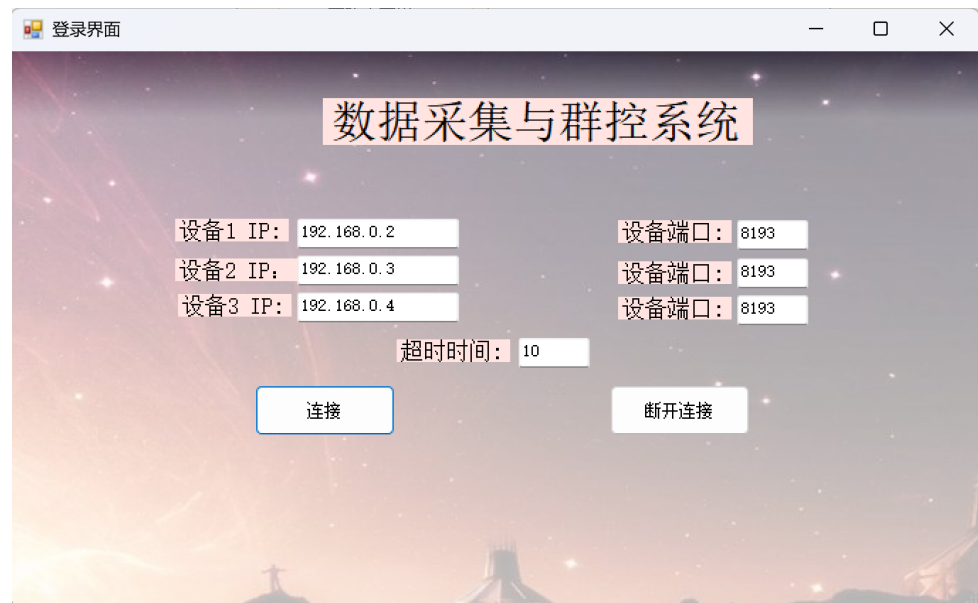 登录界面
数据采集与群控系统
设备1 IP: 192.168.0.2 设备端口: 8193
设备2 IP: 192.168.0.3 设备端口: 8193
设备3 IP: 192.168.0.4 设备端口: 8193
超时时间: 10
连接 断开连接